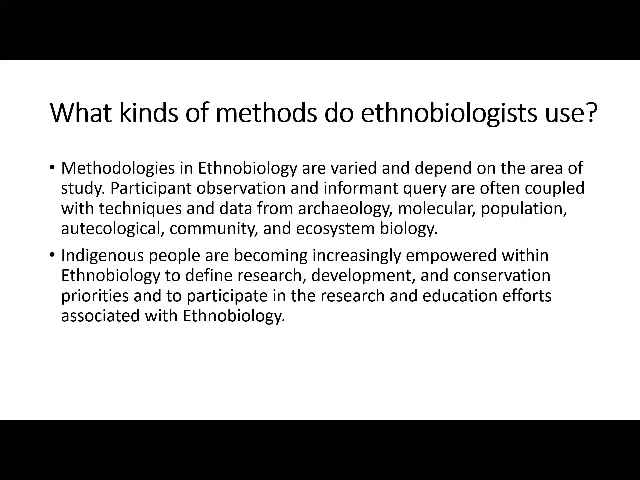 What kinds of methods do ethnobiologists use?
• Methodologies in Ethnobiology are varied and depend on the area of
study. Participant observation and informant query are often coupled
with techniques and data from archaeology, molecular, population,
autecological, community, and ecosystem biology.
• Indigenous people are becoming increasingly empowered within
Ethnobiology to define research, development, and conservation
priorities and to participate in the research and education efforts
associated with Ethnobiology.